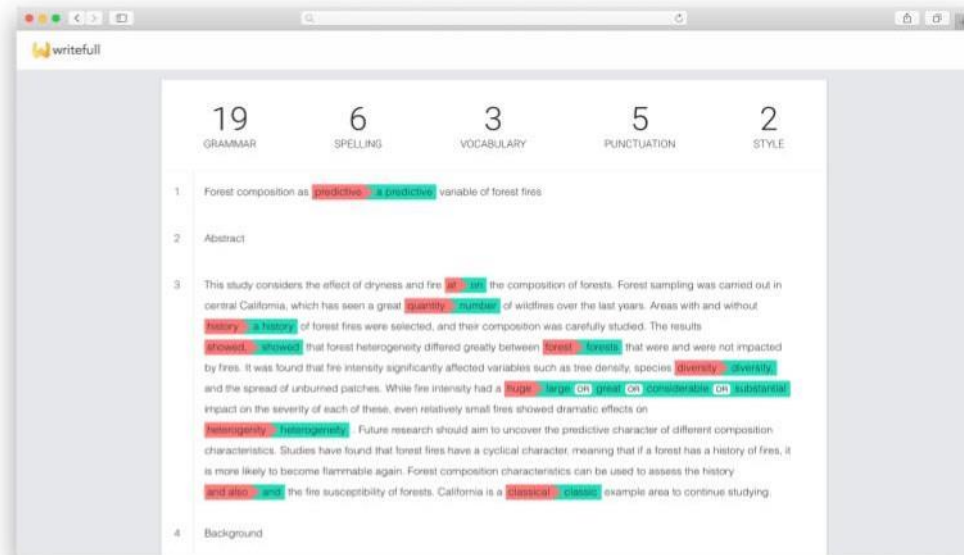 writefull
19 6 3 5 2
GRAMMAR SPELLING VOCABULARY PUNCTUATION STYLE
1 Forest composition as predictive a predictive variable of forest fires
2 Abstract
3 This study considers the effect of dryness and fire at on the composition of forests. Forest sampling was carried out in
central California, which has seen a great quantity number of wildfires over the last years. Areas with and without
history a history of forest fires were selected, and their composition was carefully studied. The results
showed, showed that forest heterogeneity differed greatly between forest forests that were and were not impacted
by fires. It was found that fire intensity significantly affected variables such as tree density, species diversity diversity,
and the spread of unburned patches. While fire intensity had a huge large OR great OR considerable OR substantial
impact on the severity of each of these, even relatively small fires showed dramatic effects on
heterogenity heterogeneity . Future research should aim to uncover the predictive character of different composition
characteristics. Studies have found that forest fires have a cyclical character, meaning that if a forest has a history of fires, it
is more likely to become flammable again. Forest composition characteristics can be used to assess the history
and also and the fire susceptibility of forests. California is a classical classic example area to continue studying.
4 Background